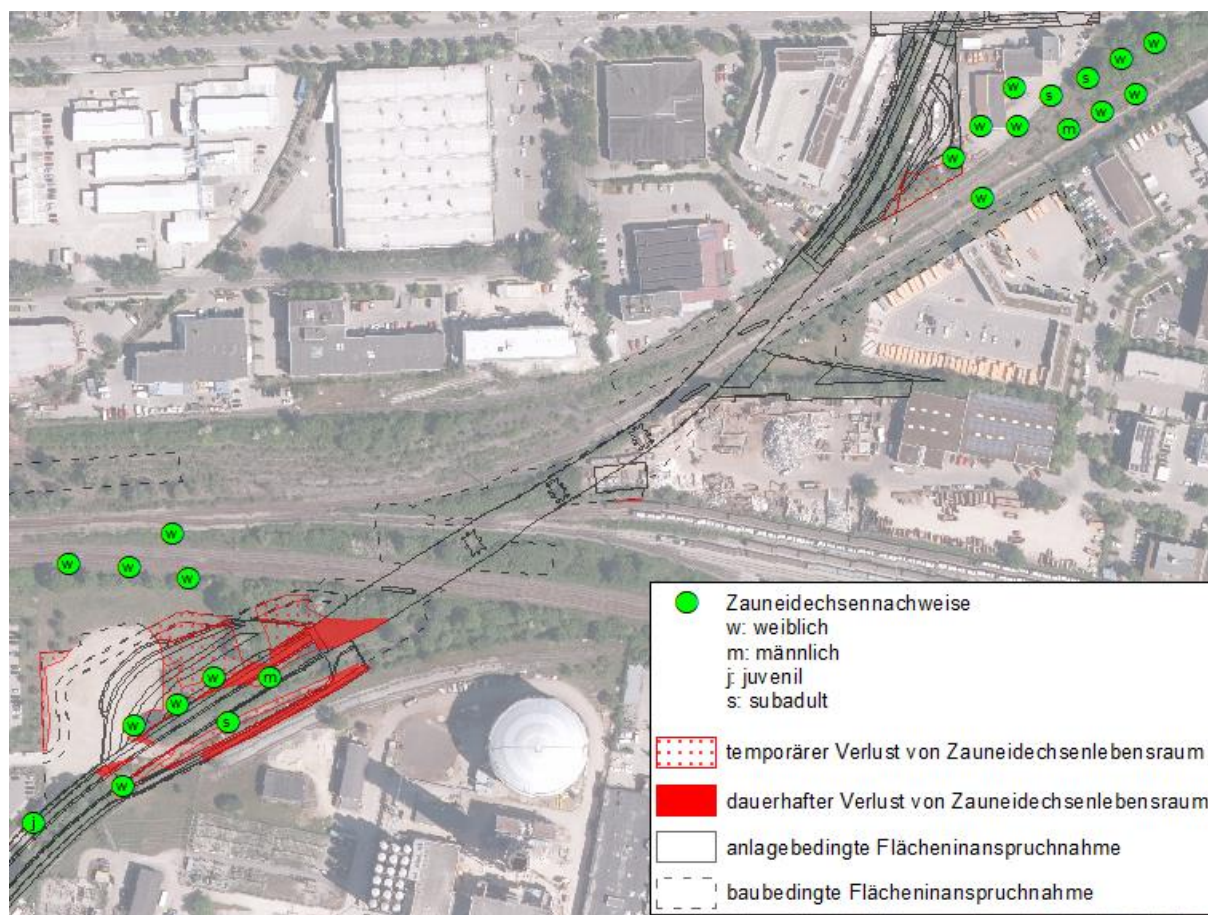 w
w
s
w
s
w
w
w
w
m
w
w
w
w
w
w
w
m
w
w
s
w
j
Zauneidechsennachweise
w: weiblich
m: männlich
j: juvenil
s: subadult
temporärer Verlust von Zauneidechsenlebensraum
dauerhafter Verlust von Zauneidechsenlebensraum
anlagebedingte Flächeninanspruchnahme
baubedingte Flächeninanspruchnahme